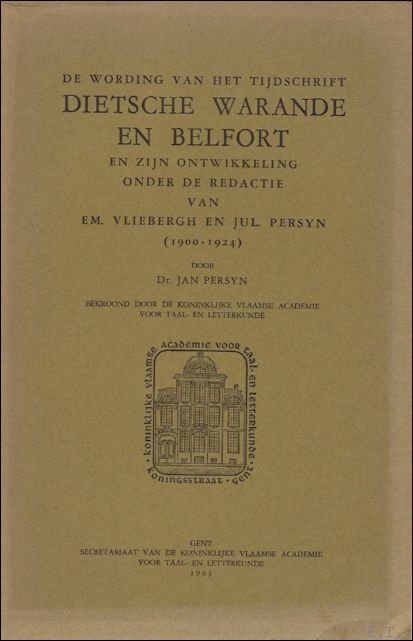 DE WORDING VAN HET TIJDSCHRIFT
DIETSCHE WARANDE
EN BELFORT
EN ZIJN ONTWIKKELING
ONDER DE REDACTIE
VAN
EM. VLIEBERGH EN JUL. PERSYN
(1900-1924)
DOOR
Dr. JAN PERSYN
BEKROOND DOOR DE KONINKLIJKE VLAAMSE ACADEMIE
VOOR TAAL- EN LETTERKUNDE
• KONINKLIJKE VLAAMSE ACADEMIE VOOR TAAL- EN LETTERKUNDE •
KONINGSSTRAAT • GENT
GENT
SECRETARIAAT VAN DE KONINKLIJKE VLAAMSE ACADEMIE
VOOR TAAL- EN LETTERKUNDE
1963